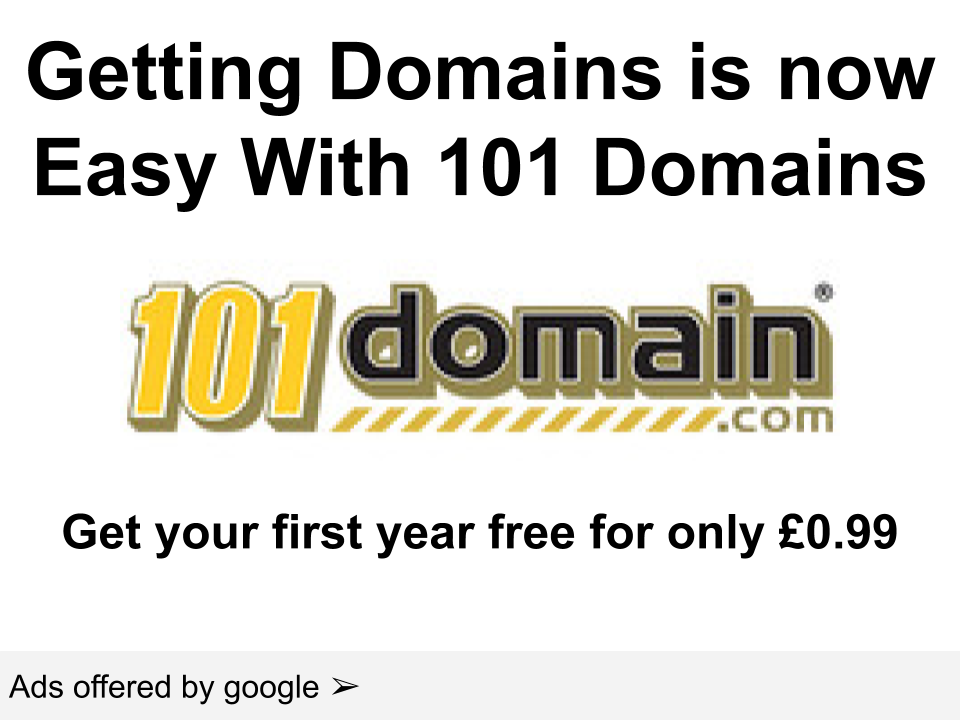 Getting Domains is now
Easy With 101 Domains
101domain®
.com
Get your first year free for only £0.99
Ads offered by google ➢